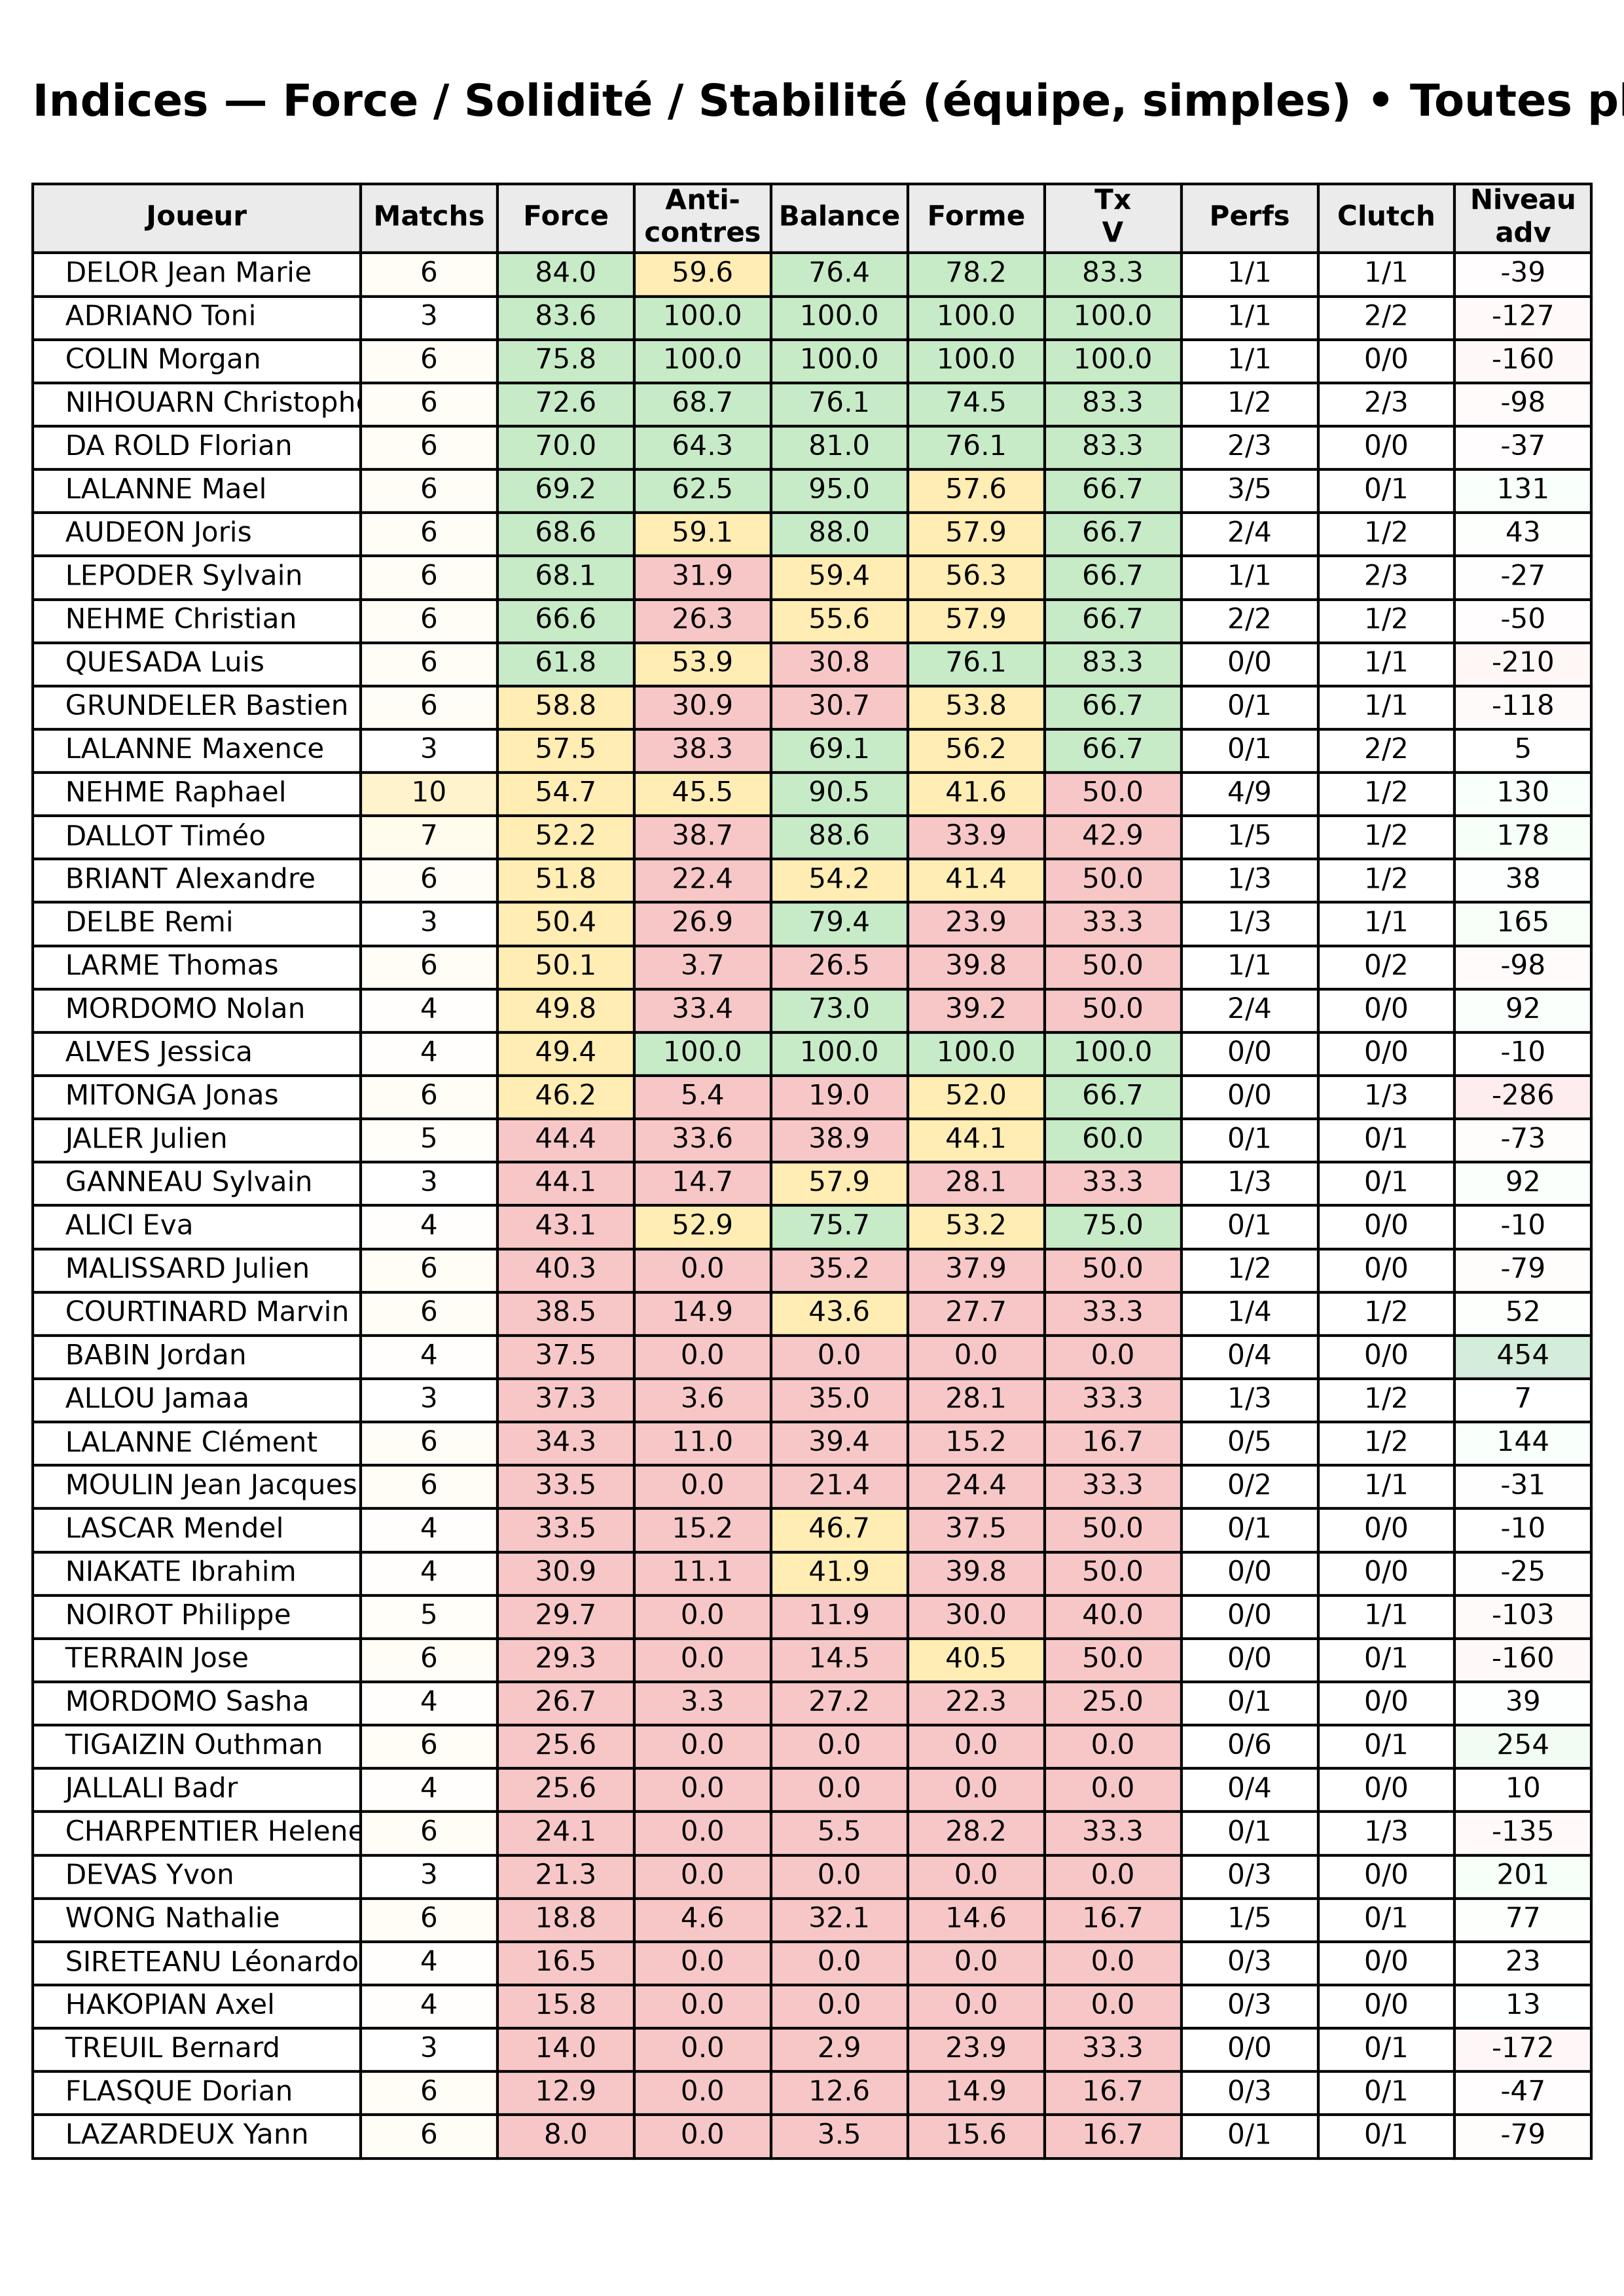 Indices — Force / Solidité / Stabilité (équipe, simples) • Toutes pl
Joueur Matchs Force Anti-contres Balance Forme Tx V Perfs Clutch Niveau adv
DELOR Jean Marie 6 84.0 59.6 76.4 78.2 83.3 1/1 1/1 -39
ADRIANO Toni 3 83.6 100.0 100.0 100.0 100.0 1/1 2/2 -127
COLIN Morgan 6 75.8 100.0 100.0 100.0 100.0 1/1 0/0 -160
NIHOUARN Christophe 6 72.6 68.7 76.1 74.5 83.3 1/2 2/3 -98
DA ROLD Florian 6 70.0 64.3 81.0 76.1 83.3 2/3 0/0 -37
LALANNE Mael 6 69.2 62.5 95.0 57.6 66.7 3/5 0/1 131
AUDEON Joris 6 68.6 59.1 88.0 57.9 66.7 2/4 1/2 43
LEPODER Sylvain 6 68.1 31.9 59.4 56.3 66.7 1/1 2/3 -27
NEHME Christian 6 66.6 26.3 55.6 57.9 66.7 2/2 1/2 -50
QUESADA Luis 6 61.8 53.9 30.8 76.1 83.3 0/0 1/1 -210
GRUNDELER Bastien 6 58.8 30.9 30.7 53.8 66.7 0/1 1/1 -118
LALANNE Maxence 3 57.5 38.3 69.1 56.2 66.7 0/1 2/2 5
NEHME Raphael 10 54.7 45.5 90.5 41.6 50.0 4/9 1/2 130
DALLOT Timéo 7 52.2 38.7 88.6 33.9 42.9 1/5 1/2 178
BRIANT Alexandre 6 51.8 22.4 54.2 41.4 50.0 1/3 1/2 38
DELBE Remi 3 50.4 26.9 79.4 23.9 33.3 1/3 1/1 165
LARME Thomas 6 50.1 3.7 26.5 39.8 50.0 1/1 0/2 -98
MORDOMO Nolan 4 49.8 33.4 73.0 39.2 50.0 2/4 0/0 92
ALVES Jessica 4 49.4 100.0 100.0 100.0 100.0 0/0 0/0 -10
MITONGA Jonas 6 46.2 5.4 19.0 52.0 66.7 0/0 1/3 -286
JALER Julien 5 44.4 33.6 38.9 44.1 60.0 0/1 0/1 -73
GANNEAU Sylvain 3 44.1 14.7 57.9 28.1 33.3 1/3 0/1 92
ALICI Eva 4 43.1 52.9 75.7 53.2 75.0 0/1 0/0 -10
MALISSARD Julien 6 40.3 0.0 35.2 37.9 50.0 1/2 0/0 -79
COURTINARD Marvin 6 38.5 14.9 43.6 27.7 33.3 1/4 1/2 52
BABIN Jordan 4 37.5 0.0 0.0 0.0 0.0 0/4 0/0 454
ALLOU Jamaa 3 37.3 3.6 35.0 28.1 33.3 1/3 1/2 7
LALANNE Clément 6 34.3 11.0 39.4 15.2 16.7 0/5 1/2 144
MOULIN Jean Jacques 6 33.5 0.0 21.4 24.4 33.3 0/2 1/1 -31
LASCAR Mendel 4 33.5 15.2 46.7 37.5 50.0 0/1 0/0 -10
NIAKATE Ibrahim 4 30.9 11.1 41.9 39.8 50.0 0/0 0/0 -25
NOIROT Philippe 5 29.7 0.0 11.9 30.0 40.0 0/0 1/1 -103
TERRAIN Jose 6 29.3 0.0 14.5 40.5 50.0 0/0 0/1 -160
MORDOMO Sasha 4 26.7 3.3 27.2 22.3 25.0 0/1 0/0 39
TIGAIZIN Outhman 6 25.6 0.0 0.0 0.0 0.0 0/6 0/1 254
JALLALI Badr 4 25.6 0.0 0.0 0.0 0.0 0/4 0/0 10
CHARPENTIER Helene 6 24.1 0.0 5.5 28.2 33.3 0/1 1/3 -135
DEVAS Yvon 3 21.3 0.0 0.0 0.0 0.0 0/3 0/0 201
WONG Nathalie 6 18.8 4.6 32.1 14.6 16.7 1/5 0/1 77
SIRETEANU Léonardo 4 16.5 0.0 0.0 0.0 0.0 0/3 0/0 23
HAKOPIAN Axel 4 15.8 0.0 0.0 0.0 0.0 0/3 0/0 13
TREUIL Bernard 3 14.0 0.0 2.9 23.9 33.3 0/0 0/1 -172
FLASQUE Dorian 6 12.9 0.0 12.6 14.9 16.7 0/3 0/1 -47
LAZARDEUX Yann 6 8.0 0.0 3.5 15.6 16.7 0/1 0/1 -79